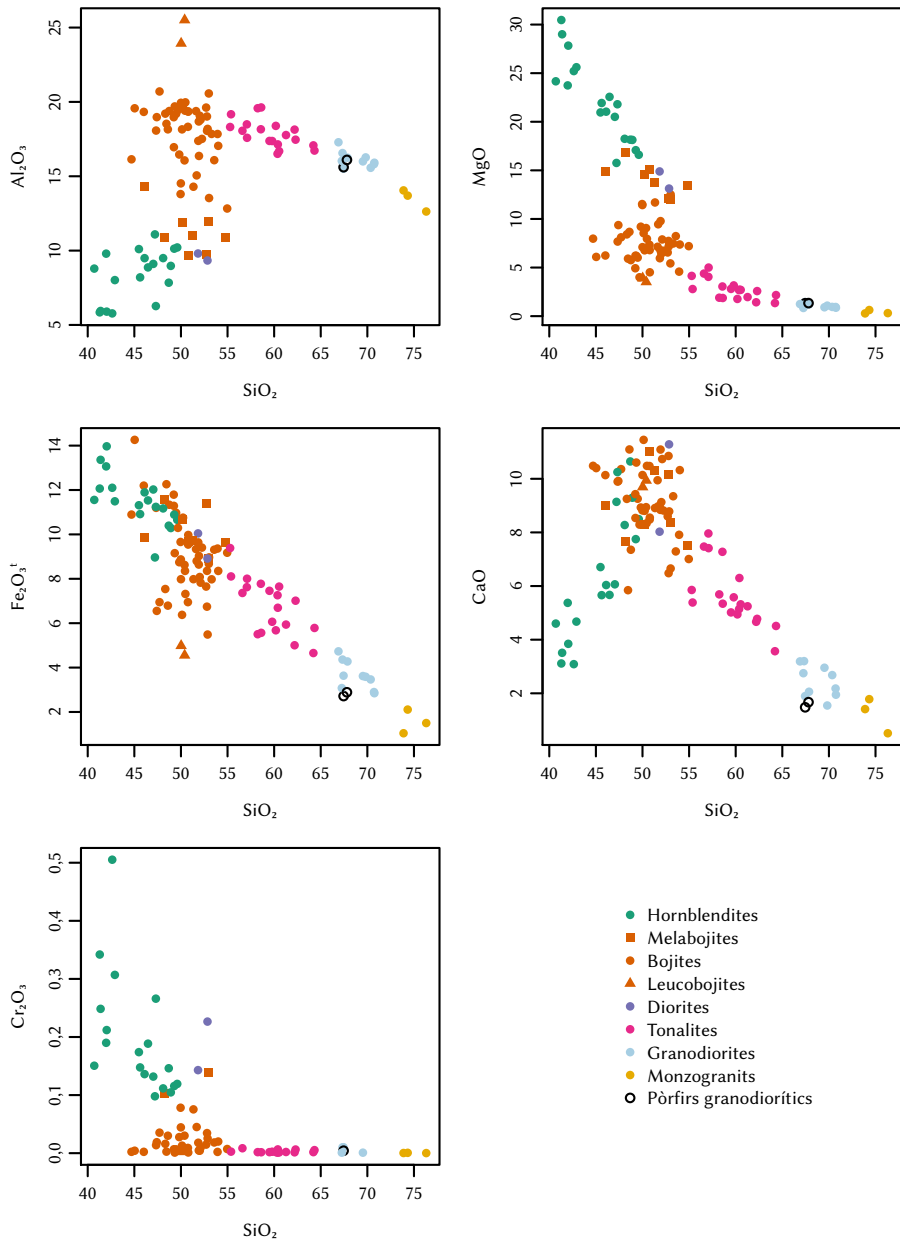 25
20
15
10
5
Al₂O₃
40 45 50 55 60 65 70 75
SiO₂
30
25
20
15
10
5
0
MgO
40 45 50 55 60 65 70 75
SiO₂
14
12
10
8
6
4
2
Fe₂O₃ᵗ
40 45 50 55 60 65 70 75
SiO₂
10
8
6
4
2
CaO
40 45 50 55 60 65 70 75
SiO₂
0,5
0,4
0,3
0,2
0,1
0,0
Cr₂O₃
40 45 50 55 60 65 70 75
SiO₂
Hornblendites
Melabojites
Bojites
Leucobojites
Diorites
Tonalites
Granodiorites
Monzogranits
Pòrfirs granodiorítics